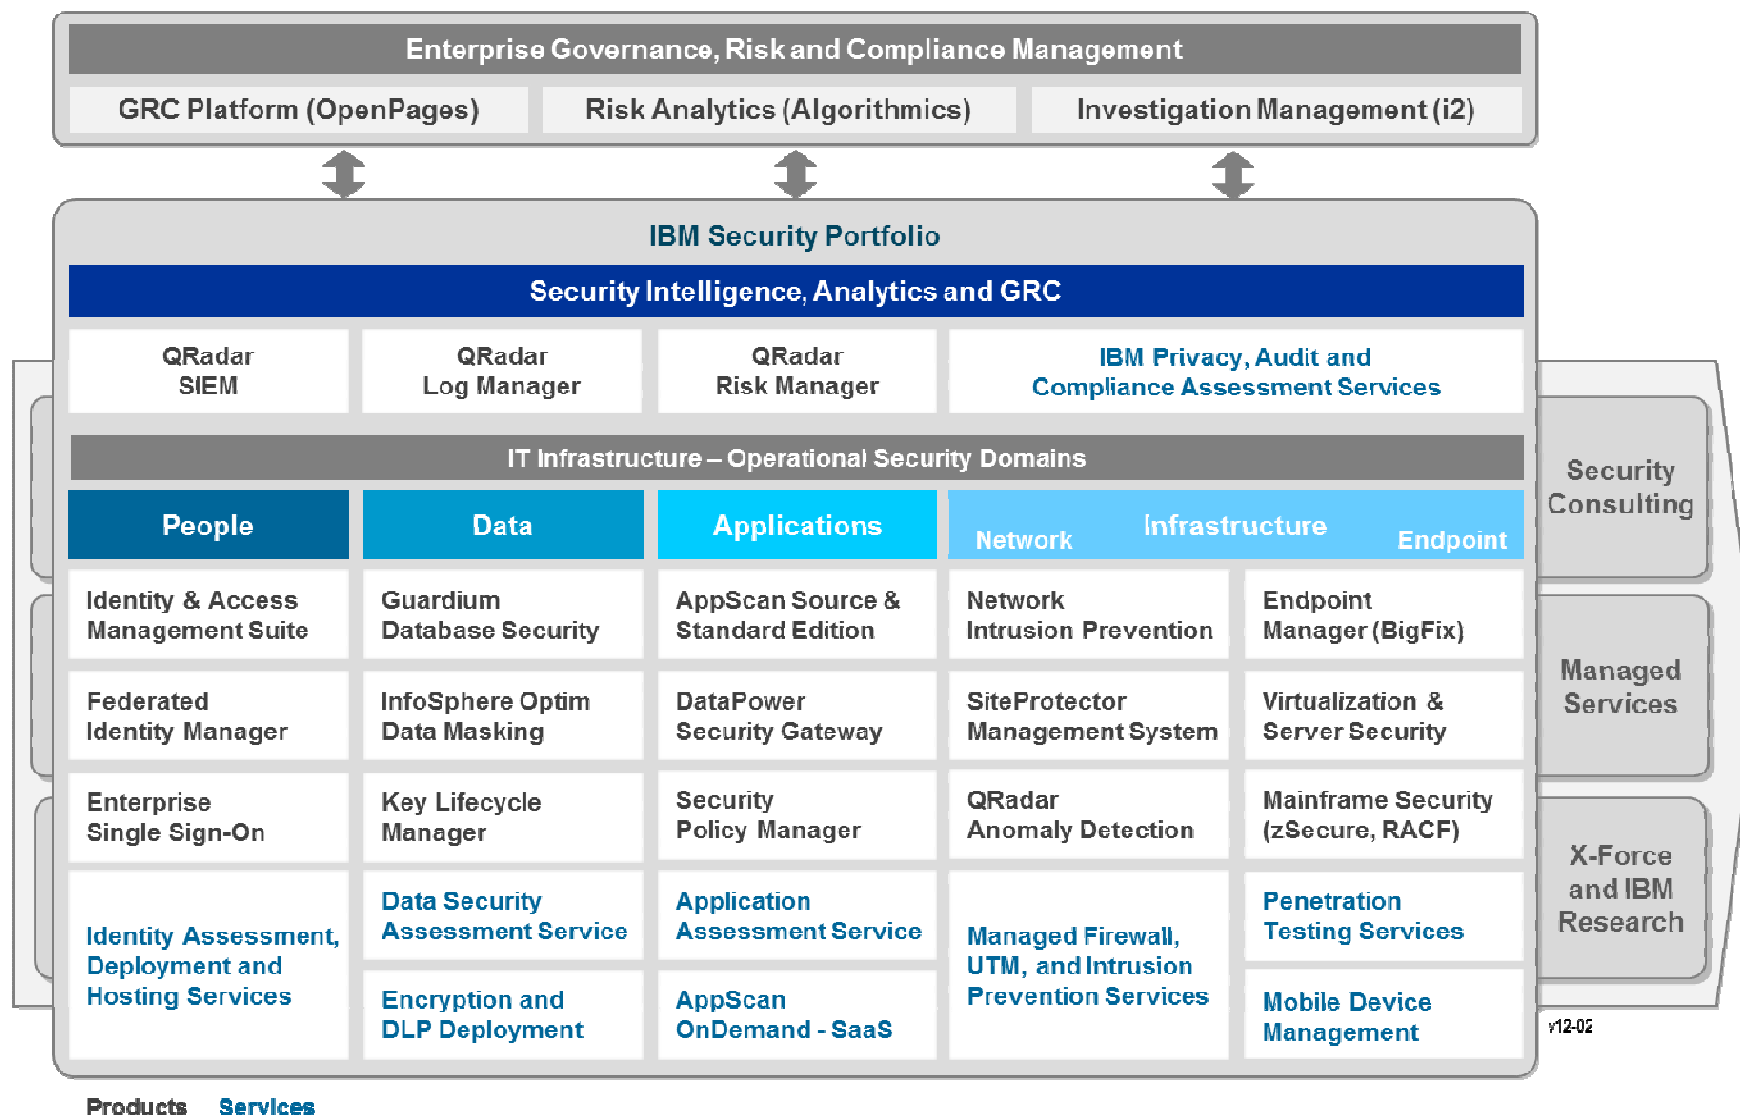 Enterprise Governance, Risk and Compliance Management
GRC Platform (OpenPages)
Risk Analytics (Algorithmics)
Investigation Management (i2)
IBM Security Portfolio
Security Intelligence, Analytics and GRC
QRadar
SIEM
QRadar
Log Manager
QRadar
Risk Manager
IBM Privacy, Audit and
Compliance Assessment Services
IT Infrastructure – Operational Security Domains
People
Data
Applications
Infrastructure
Network
Endpoint
Identity & Access
Management Suite
Guardium
Database Security
AppScan Source &
Standard Edition
Network
Intrusion Prevention
Endpoint
Manager (BigFix)
Federated
Identity Manager
InfoSphere Optim
Data Masking
DataPower
Security Gateway
SiteProtector
Management System
Virtualization &
Server Security
Enterprise
Single Sign-On
Key Lifecycle
Manager
Security
Policy Manager
QRadar
Anomaly Detection
Mainframe Security
(zSecure, RACF)
Identity Assessment,
Deployment and
Hosting Services
Data Security
Assessment Service
Application
Assessment Service
Managed Firewall,
UTM, and Intrusion
Prevention Services
Penetration
Testing Services
Encryption and
DLP Deployment
AppScan
OnDemand - SaaS
Mobile Device
Management
Security
Consulting
Managed
Services
X-Force
and IBM
Research
v12-02
Products
Services